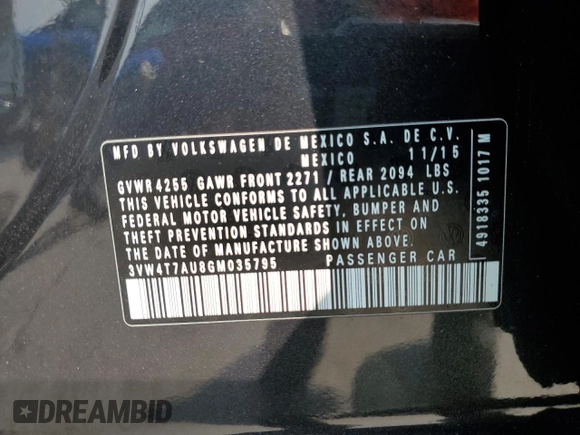 MFD BY VOLKSWAGEN DE MEXICO S.A. DE C.V.
MEXICO 11/15
GVWR 4255 GAWR FRONT 2271 / REAR 2094 LBS
THIS VEHICLE CONFORMS TO ALL APPLICABLE U.S.
FEDERAL MOTOR VEHICLE SAFETY, BUMPER AND
THEFT PREVENTION STANDARDS IN EFFECT ON
THE DATE OF MANUFACTURE SHOWN ABOVE.
3VW4T7AU8GM035795 PASSENGER CAR
4918335 1017 M
DREAMBID